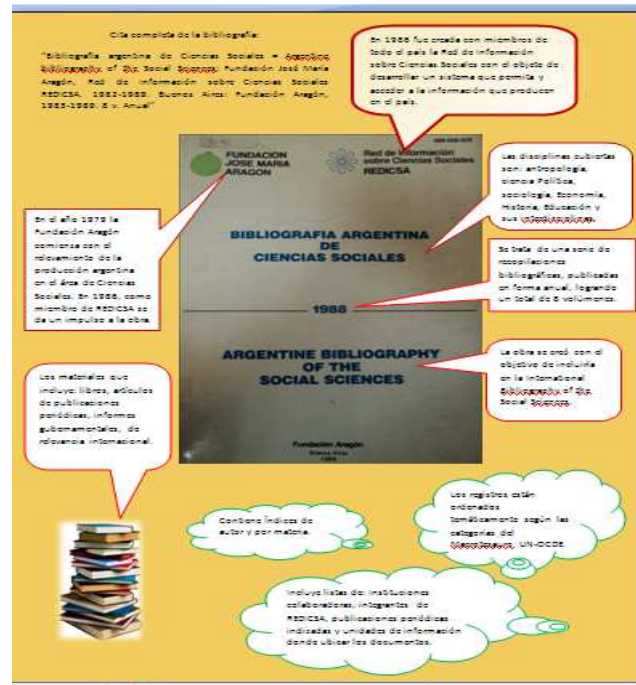 Cita completa de la bibliografía:
"Bibliografía argentina de Ciencias Sociales = Argentine
bibliography of the Social Sciences. Fundación José María
Aragón, Red de Información sobre Ciencias Sociales
REDICSA. 1982-1989. Buenos Aires: Fundación Aragón,
1983-1989. 8 v. Anual"
En 1986 fue creada con miembros de
todo el país la Red de Información
sobre Ciencias Sociales con el objeto de
desarrollar un sistema que permita y
acceder a la información que producen
en el país.
FUNDACION
JOSE MARIA
ARAGON
Red de Información
sobre Ciencias Sociales
REDICSA
Las disciplinas cubiertas
son: antropología,
ciencia Política,
sociología, Economía,
Historia, Educación y
sus interdisciplinas.
En el año 1979 la
Fundación Aragón
comienza con el
relevamiento de la
producción argentina
en el área de Ciencias
Sociales. En 1986, como
miembro de REDICSA se
da un impulso a la obra.
BIBLIOGRAFIA ARGENTINA
DE
CIENCIAS SOCIALES
Se trata de una serie de
recopilaciones
bibliográficas, publicadas
en forma anual, logrando
un total de 8 volúmenes.
1988
ARGENTINE BIBLIOGRAPHY
OF THE
SOCIAL SCIENCES
La obra se creó con el
objetivo de incluirla
en la International
Bibliography of the
Social Sciences
Los materiales que
incluye: libros, artículos
de publicaciones
periódicas, informes
gubernamentales, de
relevancia internacional.
Fundación Aragón
Buenos Aires
Contiene Índices de
autor y por materia.
Los registros están
ordenados
temáticamente según las
categorías del
Macrotesauro, UN-OCDE
Incluye listas de: Instituciones
colaboradoras, integrantes de
REDICSA, publicaciones periódicas
indizadas y unidades de información
donde ubicar los documentos.